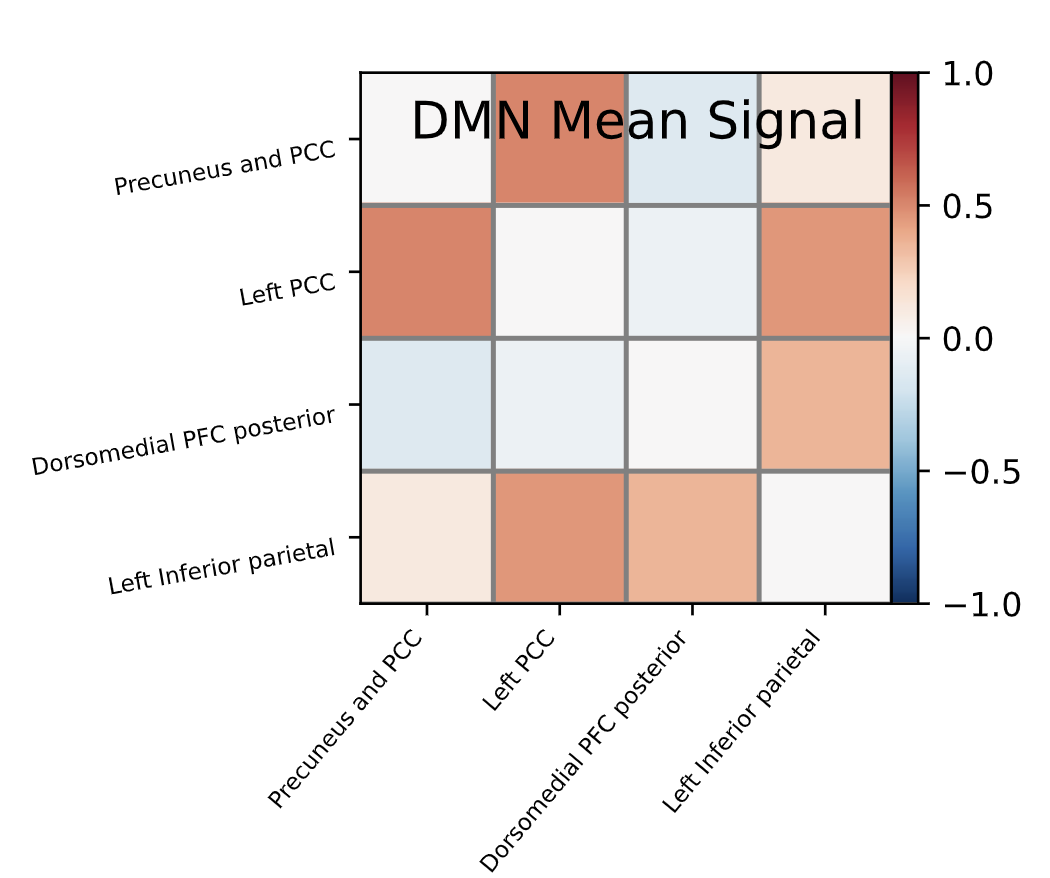 DMN Mean Signal
Precuneus and PCC
Left PCC
Dorsomedial PFC posterior
Left Inferior parietal
1.0
0.5
0.0
−0.5
−1.0
Precuneus and PCC
Left PCC
Dorsomedial PFC posterior
Left Inferior parietal